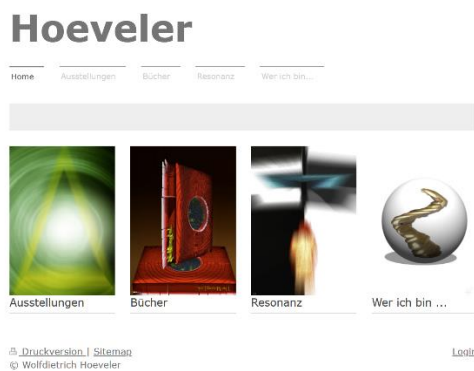 Hoeveler
Home Ausstellungen Bücher Resonanz Wer ich bin...
Ausstellungen Bücher Resonanz Wer ich bin ...
Druckversion | Sitemap Login
© Wolfdietrich Hoeveler